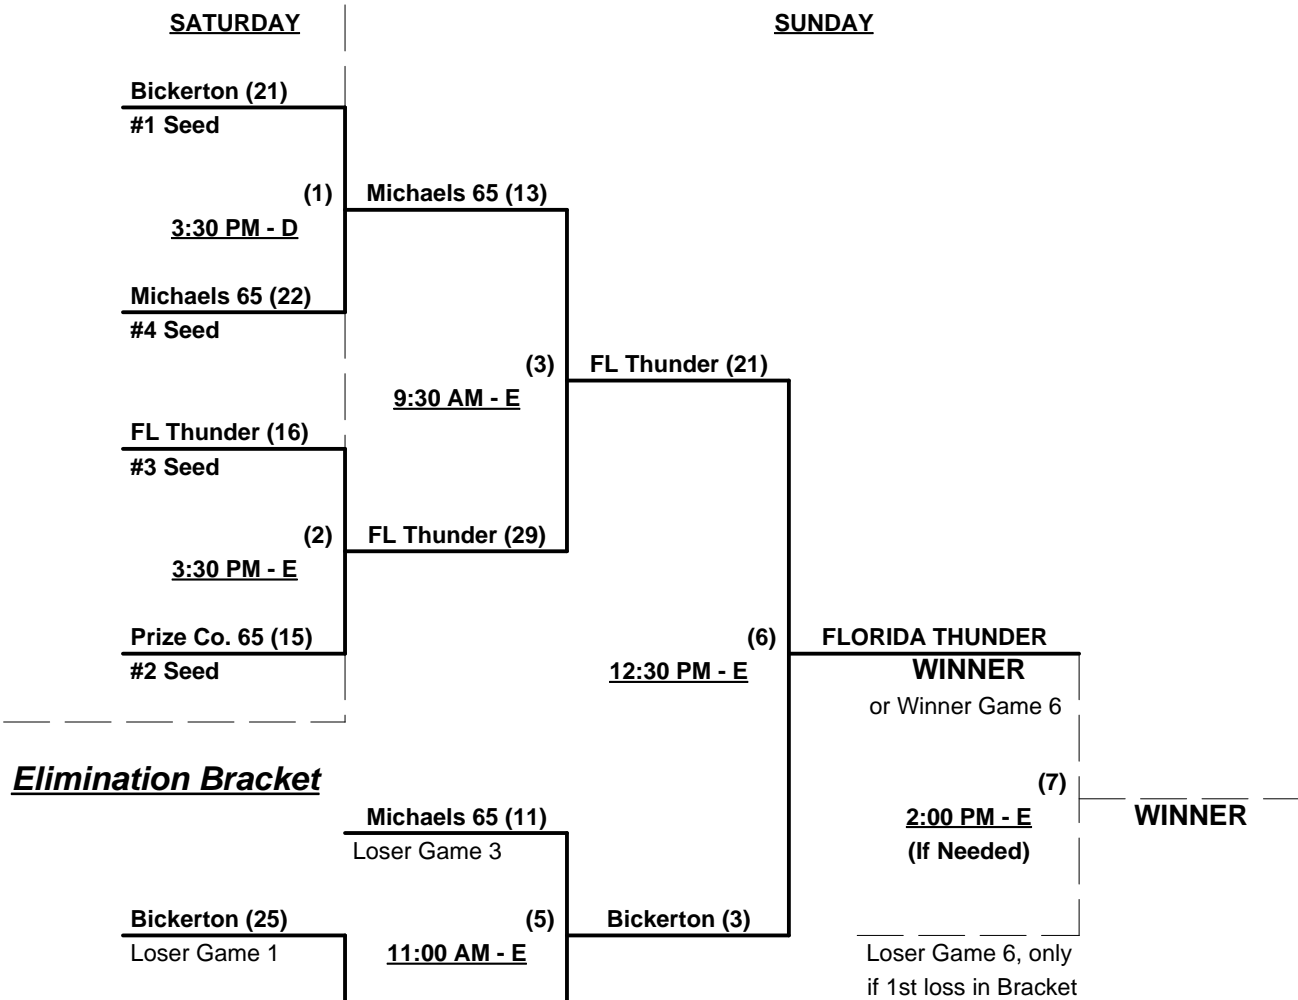 SATURDAY
SUNDAY
Bickerton (21)
#1 Seed
(1)
Michaels 65 (13)
3:30 PM - D
Michaels 65 (22)
#4 Seed
(3)
FL Thunder (21)
9:30 AM - E
FL Thunder (16)
#3 Seed
(2)
FL Thunder (29)
3:30 PM - E
Prize Co. 65 (15)
#2 Seed
(6)
FLORIDA THUNDER
12:30 PM - E
WINNER
or Winner Game 6
Elimination Bracket
(7)
Michaels 65 (11)
Loser Game 3
2:00 PM - E
WINNER
(If Needed)
Bickerton (25)
Loser Game 1
(5)
Bickerton (3)
11:00 AM - E
Loser Game 6, only
if 1st loss in Bracket